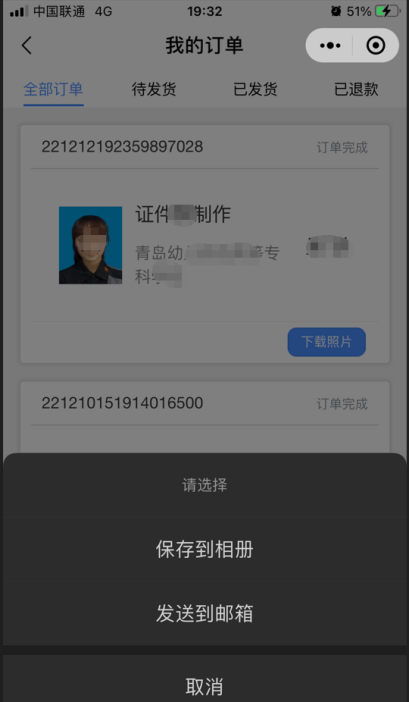 中国联通 4G 19:32 51%
我的订单
全部订单 待发货 已发货 已退款
221212192359897028 订单完成
证件 制作
青岛幼 等专
科
下载照片
221210151914016500 订单完成
请选择
保存到相册
发送到邮箱
取消